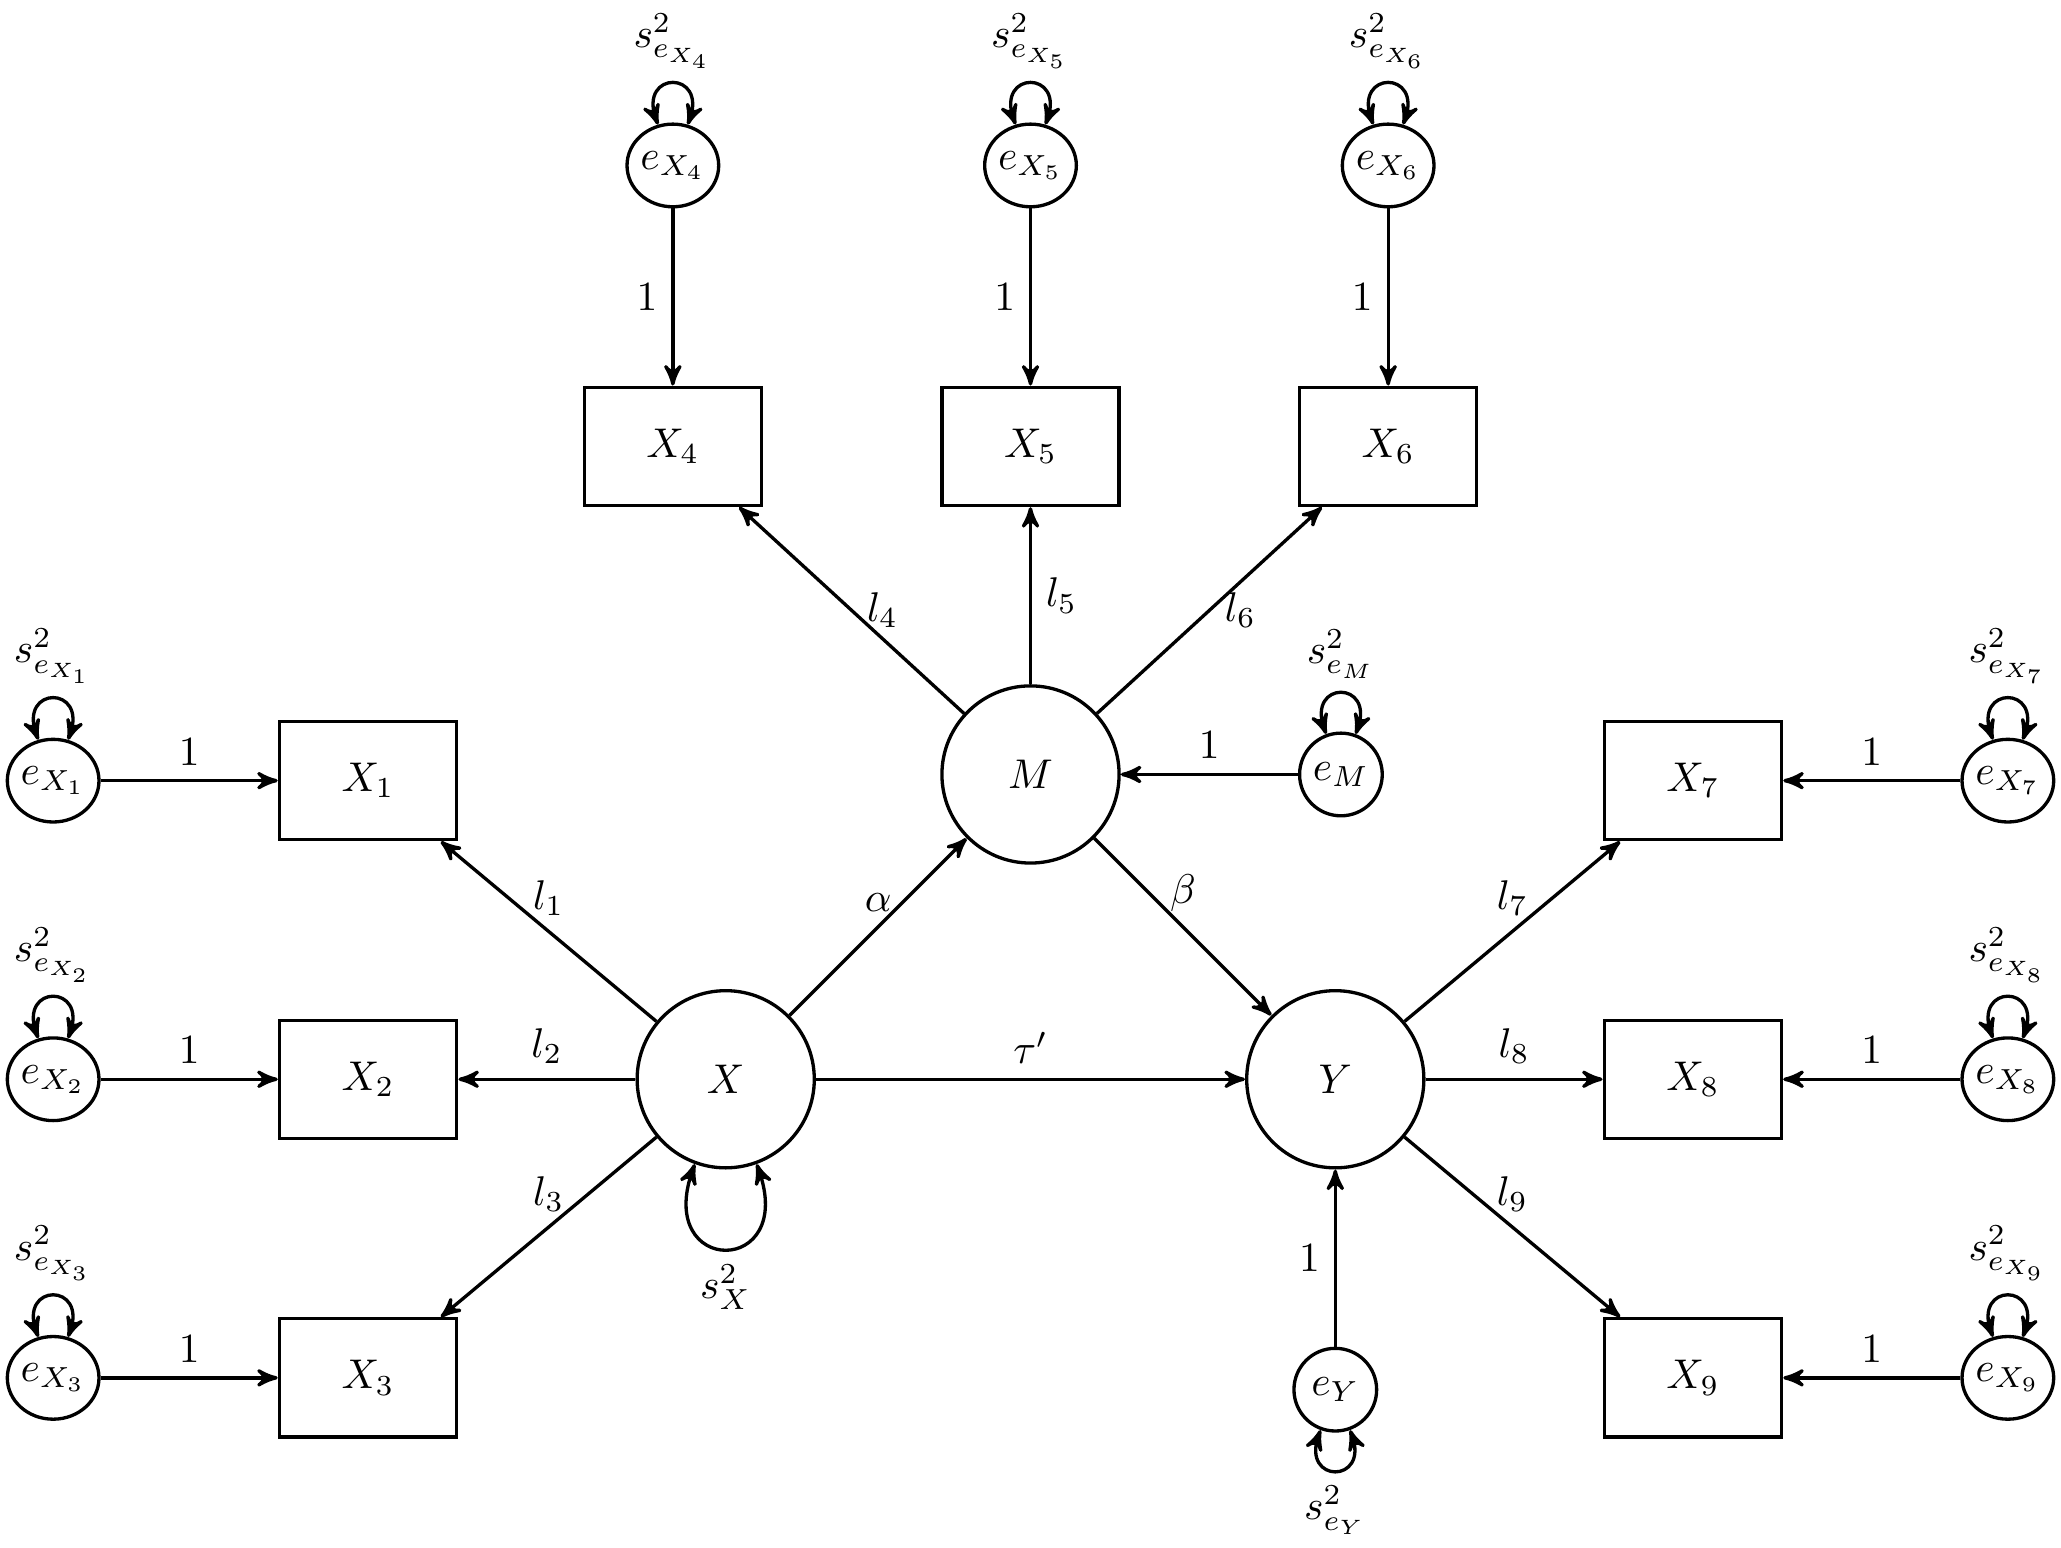 $s^2_{e_{X_4}}$ $s^2_{e_{X_5}}$ $s^2_{e_{X_6}}$
$e_{X_4}$ $e_{X_5}$ $e_{X_6}$
1 1 1
$X_4$ $X_5$ $X_6$
$l_4$ $l_5$ $l_6$
$s^2_{e_{X_1}}$ $s^2_{e_M}$ $s^2_{e_{X_7}}$
$e_{X_1}$ 1 $X_1$ $M$ 1 $e_M$ $X_7$ 1 $e_{X_7}$
$l_1$ $\alpha$ $\beta$ $l_7$
$s^2_{e_{X_2}}$ $s^2_{e_{X_8}}$
$e_{X_2}$ 1 $X_2$ $l_2$ $X$ $\tau'$ $Y$ $l_8$ $X_8$ 1 $e_{X_8}$
$l_3$ $l_9$
$s^2_{e_{X_3}}$ $s^2_X$ 1 $s^2_{e_{X_9}}$
$e_{X_3}$ 1 $X_3$ $e_Y$ $X_9$ 1 $e_{X_9}$
$s^2_{e_Y}$